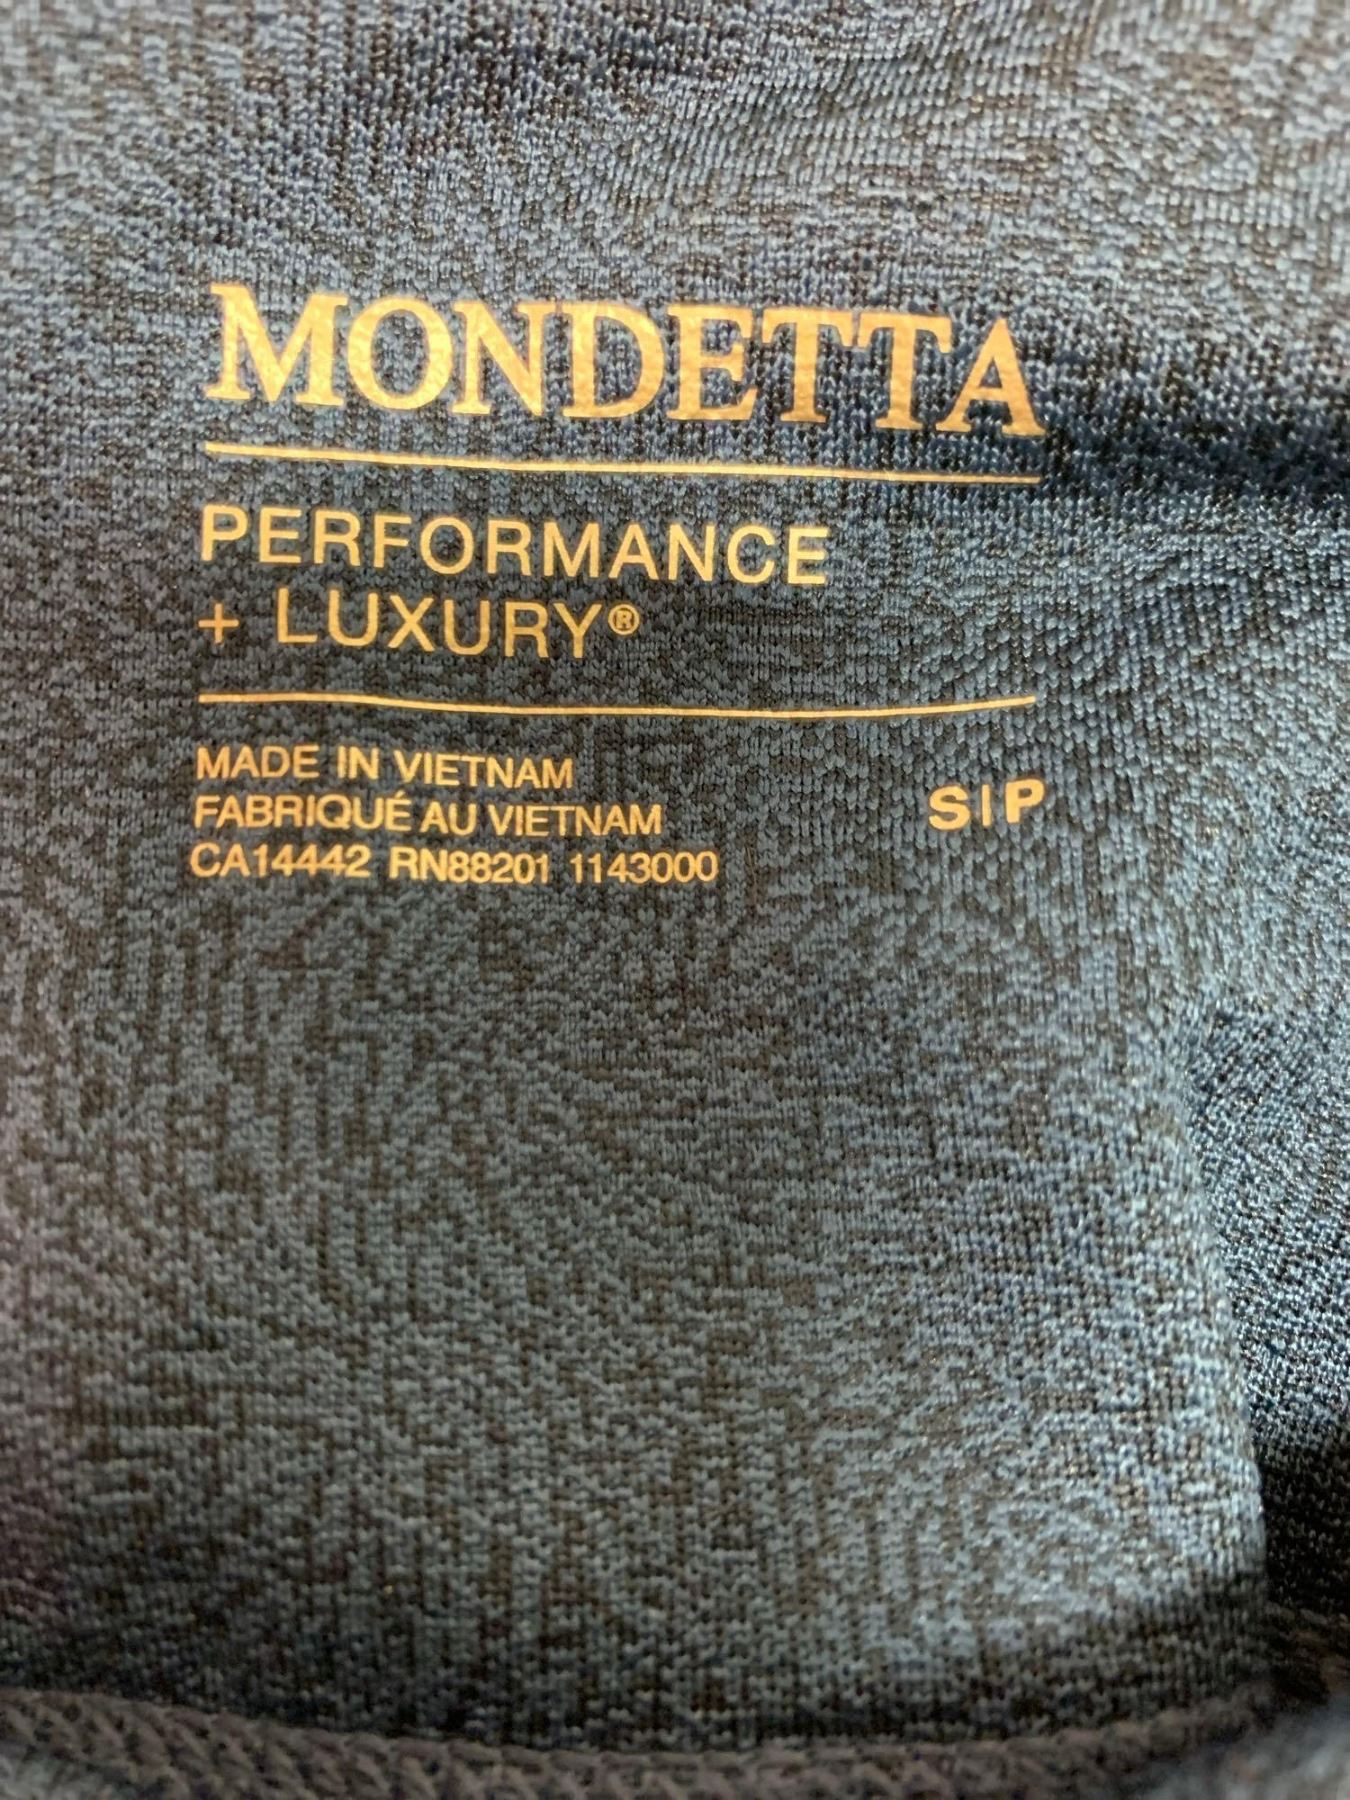 MONDETTA
PERFORMANCE
+ LUXURY®
MADE IN VIETNAM
FABRIQUÉ AU VIETNAM
CA14442 RN88201 1143000
S|P